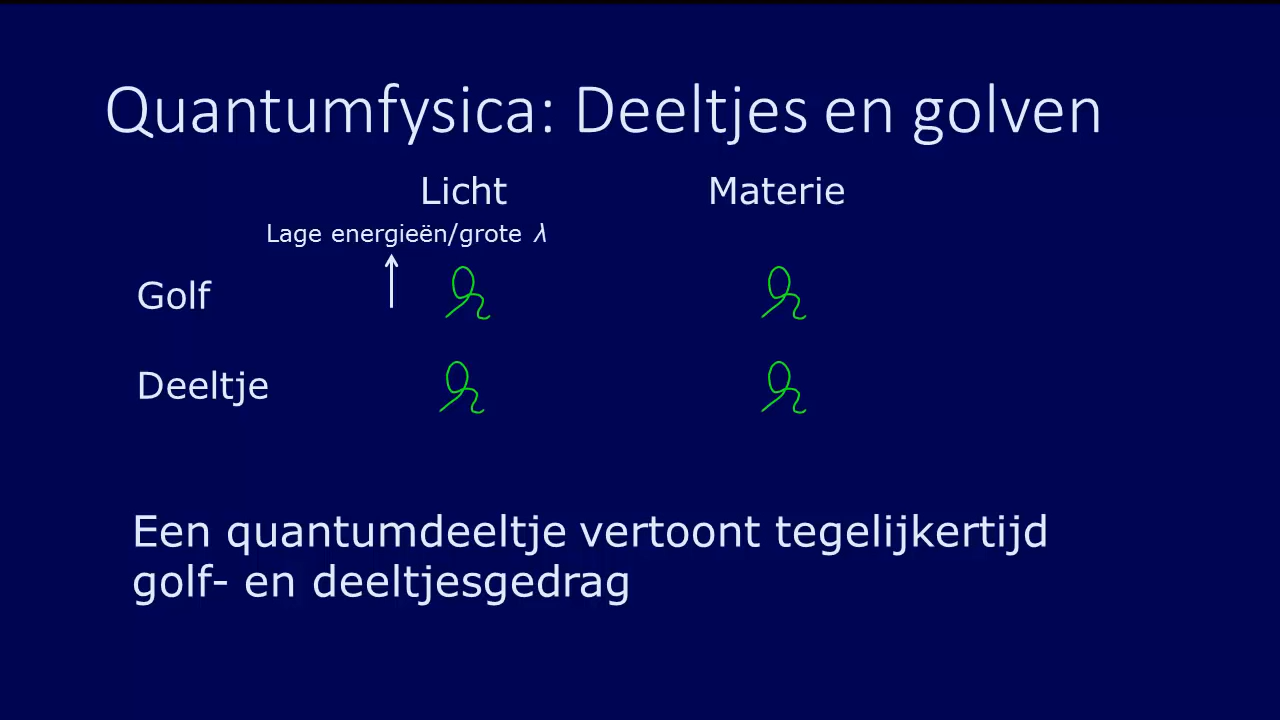 Quantumfysica: Deeltjes en golven
Licht Materie
Lage energieën/grote λ
Golf
Deeltje
Een quantumdeeltje vertoont tegelijkertijd
golf- en deeltjesgedrag